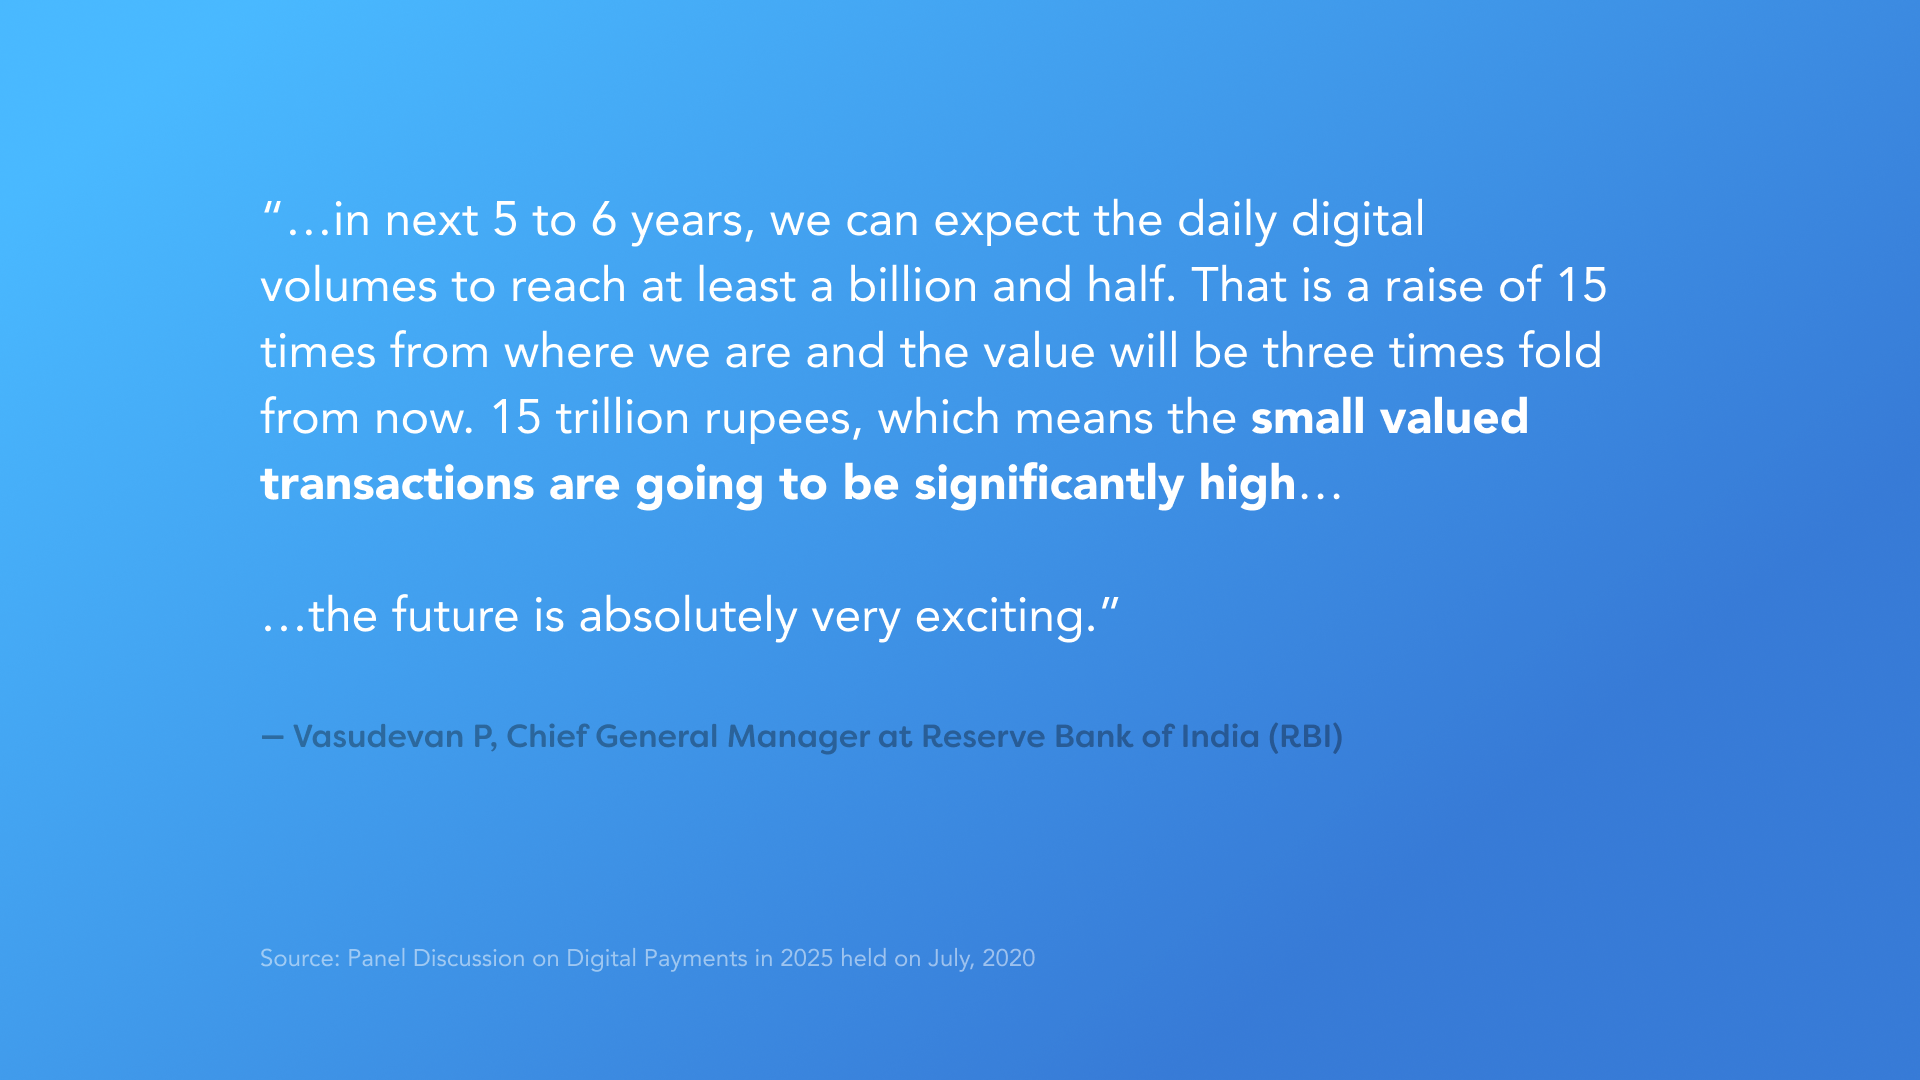 “…in next 5 to 6 years, we can expect the daily digital
volumes to reach at least a billion and half. That is a raise of 15
times from where we are and the value will be three times fold
from now. 15 trillion rupees, which means the small valued
transactions are going to be significantly high…
…the future is absolutely very exciting.”
— Vasudevan P, Chief General Manager at Reserve Bank of India (RBI)
Source: Panel Discussion on Digital Payments in 2025 held on July, 2020